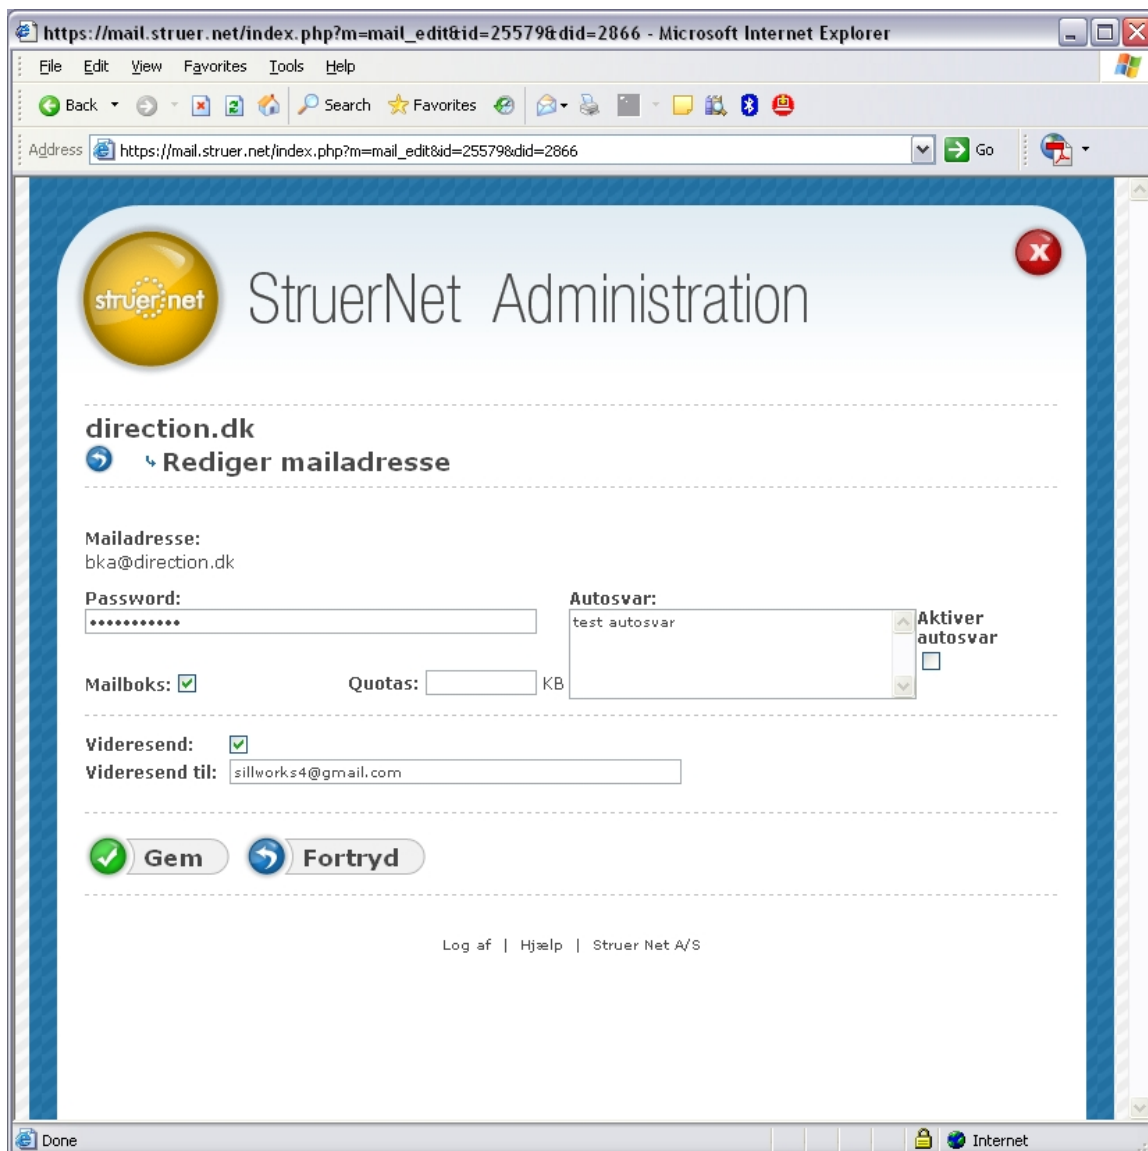 https://mail.struer.net/index.php?m=mail_edit&id=25579&did=2866 - Microsoft Internet Explorer
File Edit View Favorites Tools Help
Back Search Favorites
Address https://mail.struer.net/index.php?m=mail_edit&id=25579&did=2866 Go
struer.net
StruerNet Administration
x
direction.dk
Rediger mailadresse
Mailadresse:
bka@direction.dk
Password: Autosvar:
••••••••••• test autosvar Aktiver
autosvar
Mailboks: Quotas: KB
Videresend:
Videresend til: sillworks4@gmail.com
Gem Fortryd
Log af | Hjælp | Struer Net A/S
Done Internet